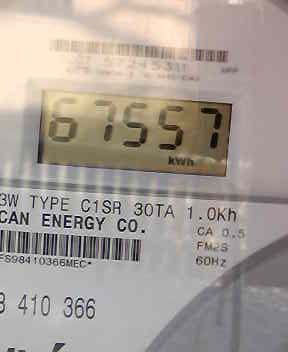 67557
kWh
3W TYPE C1SR 30TA 1.0Kh
CAN ENERGY CO.
CA 0.5
FM2S
60Hz
FS98410366MEC*
3 410 366